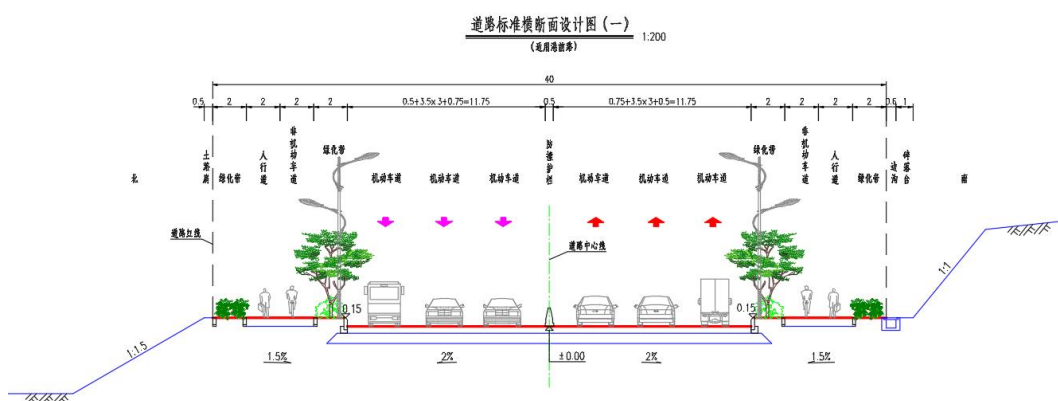 道路标准横断面设计图(一)
1:200
(适用港前路)
40
0.5 2 2 2 2 0.5+3.5x3+0.75=11.75 0.5 0.75+3.5x3+0.5=11.75 2 2 2 2 0.6 1
北
土路肩
绿化带
人行道
非机动车道
绿化带
机动车道
机动车道
机动车道
防撞护栏
机动车道
机动车道
机动车道
绿化带
非机动车道
人行道
绿化带
边沟
碎落台
南
道路红线
道路中心线
1:1
0.15
0.15
1:1.5
1.5%
2%
±0.00
2%
1.5%